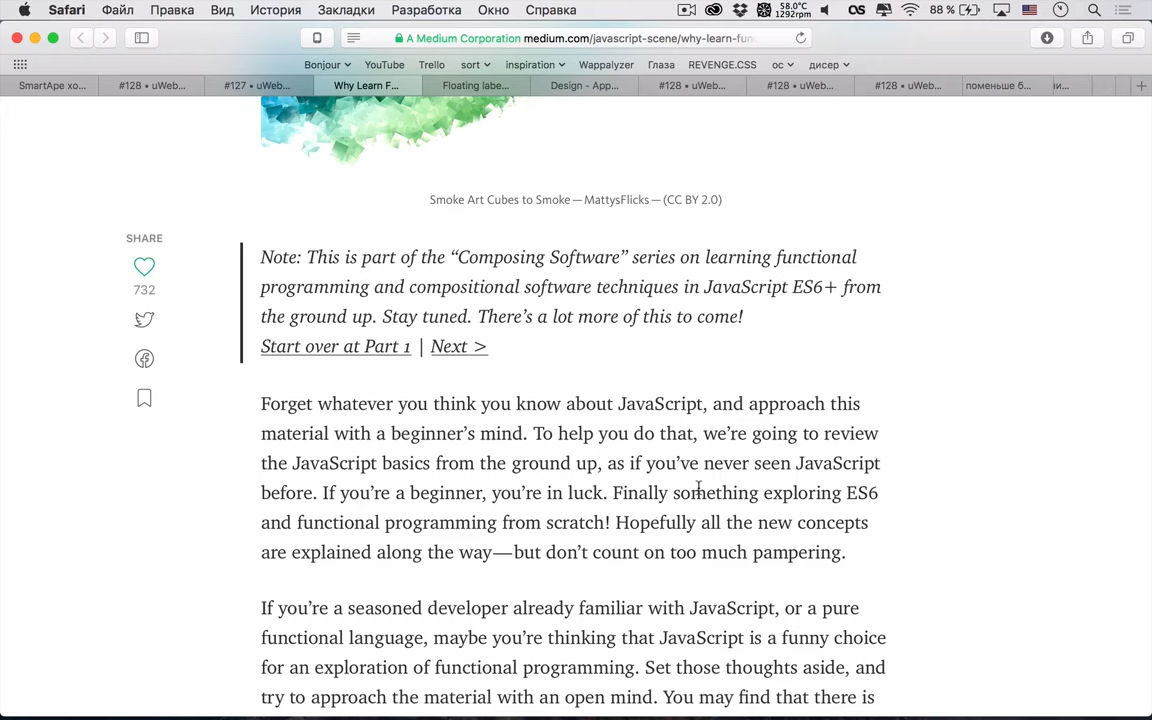 Safari Файл Правка Вид История Закладки Разработка Окно Справка 58.0°C 1292rpm 88 %
A Medium Corporation medium.com/javascript-scene/why-learn-fun
Bonjour YouTube Trello sort inspiration Wappalyzer Глаза REVENGE.CSS ос дисер
SmartApe хо... #128 • uWeb... #127 • uWeb... Why Learn F... Floating labe... Design - App... #128 • uWeb... #128 • uWeb... #128 • uWeb... поменьше б...
Smoke Art Cubes to Smoke — MattysFlicks — (CC BY 2.0)
SHARE
732
Note: This is part of the “Composing Software” series on learning functional
programming and compositional software techniques in JavaScript ES6+ from
the ground up. Stay tuned. There’s a lot more of this to come!
Start over at Part 1 | Next >
Forget whatever you think you know about JavaScript, and approach this
material with a beginner’s mind. To help you do that, we’re going to review
the JavaScript basics from the ground up, as if you’ve never seen JavaScript
before. If you’re a beginner, you’re in luck. Finally something exploring ES6
and functional programming from scratch! Hopefully all the new concepts
are explained along the way — but don’t count on too much pampering.
If you’re a seasoned developer already familiar with JavaScript, or a pure
functional language, maybe you’re thinking that JavaScript is a funny choice
for an exploration of functional programming. Set those thoughts aside, and
try to approach the material with an open mind. You may find that there is